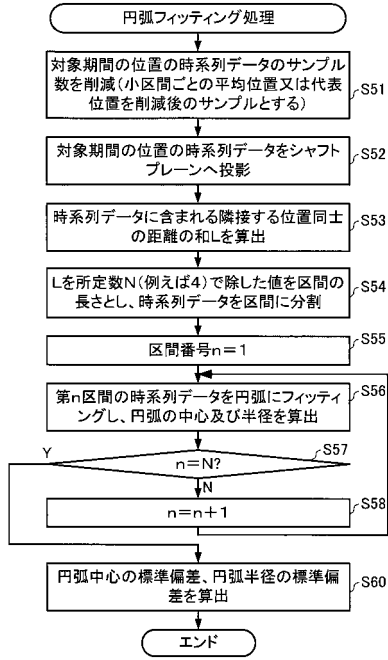 円弧フィッティング処理
対象期間の位置の時系列データのサンプル
数を削減(小区間ごとの平均位置又は代表
位置を削減後のサンプルとする)
S51
対象期間の位置の時系列データをシャフト
プレーンへ投影
S52
時系列データに含まれる隣接する位置同士
の距離の和Lを算出
S53
Lを所定数N(例えば4)で除した値を区間の
長さとし、時系列データを区間に分割
S54
区間番号n=1
S55
第n区間の時系列データを円弧にフィッティ
ングし、円弧の中心及び半径を算出
S56
n=N?
S57
Y
N
n=n+1
S58
円弧中心の標準偏差、円弧半径の標準偏
差を算出
S60
エンド